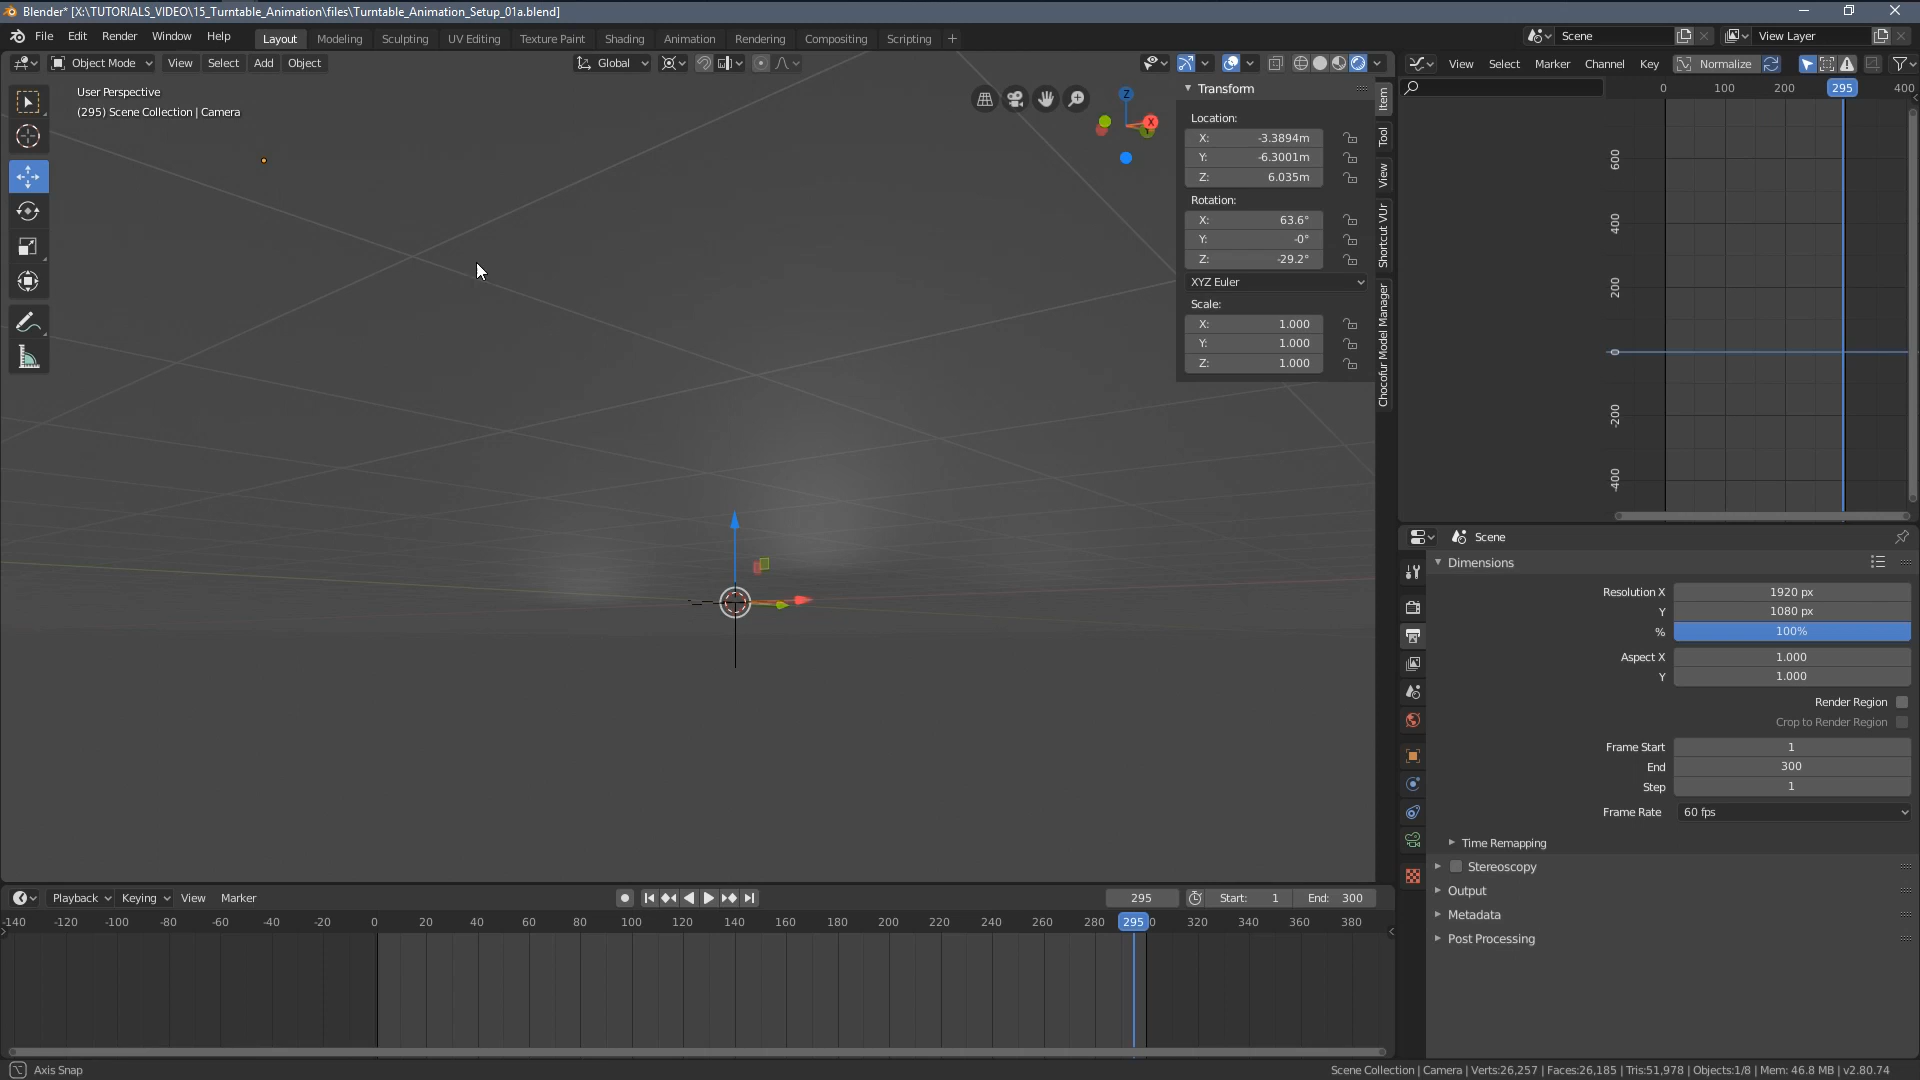 Blender* [X:\TUTORIALS_VIDEO\15_Turntable_Animation\files\Turntable_Animation_Setup_01a.blend]
File Edit Render Window Help Layout Modeling Sculpting UV Editing Texture Paint Shading Animation Rendering Compositing Scripting + Scene View Layer
Object Mode View Select Add Object Global
View Select Marker Channel Key Normalize
User Perspective
(295) Scene Collection | Camera
Z
X
Transform
Location:
X: -3.3894m
Y: -6.3001m
Z: 6.035m
Rotation:
X: 63.6°
Y: -0°
Z: -29.2°
XYZ Euler
Scale:
X: 1.000
Y: 1.000
Z: 1.000
Item
Tool
View
Shortcut VUr
Chocofur Model Manager
0 100 200 295 400
600
400
200
0
-200
-400
Scene
Dimensions
Resolution X 1920 px
Y 1080 px
% 100%
Aspect X 1.000
Y 1.000
Render Region
Crop to Render Region
Frame Start 1
End 300
Step 1
Frame Rate 60 fps
Time Remapping
Stereoscopy
Output
Metadata
Post Processing
Playback Keying View Marker 295 Start: 1 End: 300
-140 -120 -100 -80 -60 -40 -20 0 20 40 60 80 100 120 140 160 180 200 220 240 260 280 295 0 320 340 360 380
Axis Snap
Scene Collection | Camera | Verts:26,257 | Faces:26,185 | Tris:51,978 | Objects:1/8 | Mem: 46.8 MB | v2.80.74